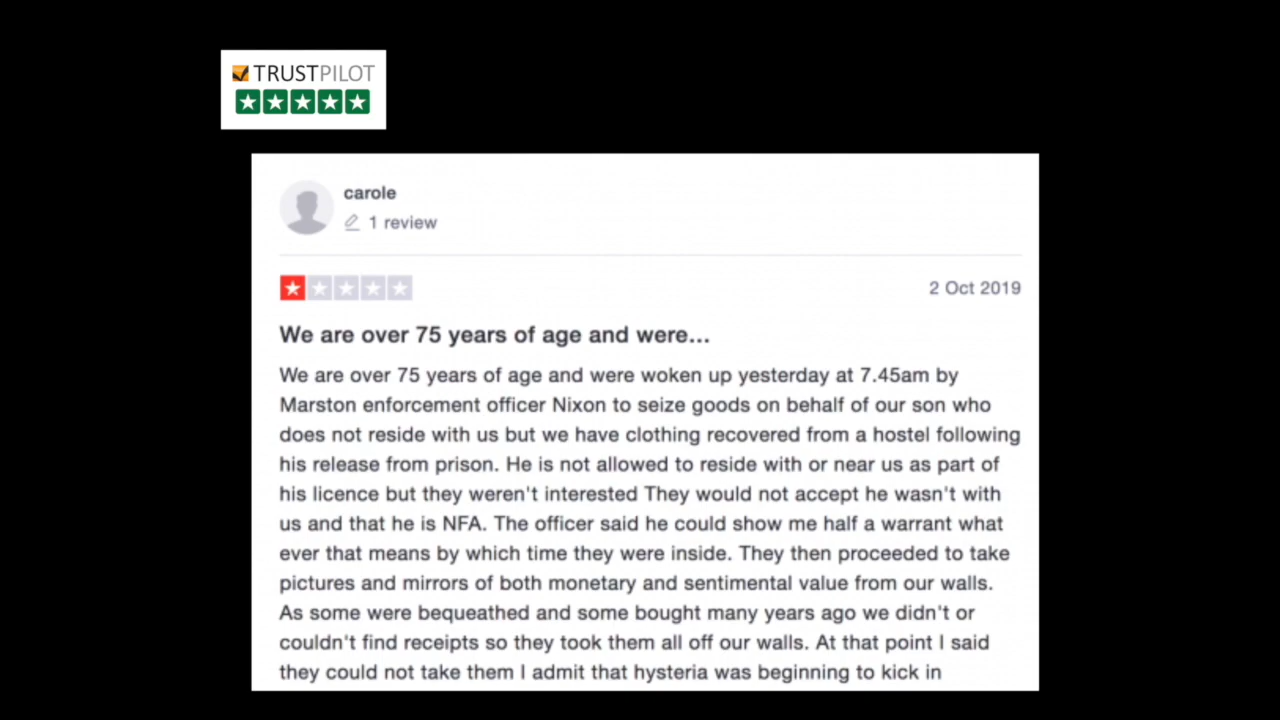 TRUSTPILOT
carole
1 review
2 Oct 2019
We are over 75 years of age and were...
We are over 75 years of age and were woken up yesterday at 7.45am by
Marston enforcement officer Nixon to seize goods on behalf of our son who
does not reside with us but we have clothing recovered from a hostel following
his release from prison. He is not allowed to reside with or near us as part of
his licence but they weren't interested They would not accept he wasn't with
us and that he is NFA. The officer said he could show me half a warrant what
ever that means by which time they were inside. They then proceeded to take
pictures and mirrors of both monetary and sentimental value from our walls.
As some were bequeathed and some bought many years ago we didn't or
couldn't find receipts so they took them all off our walls. At that point I said
they could not take them I admit that hysteria was beginning to kick in